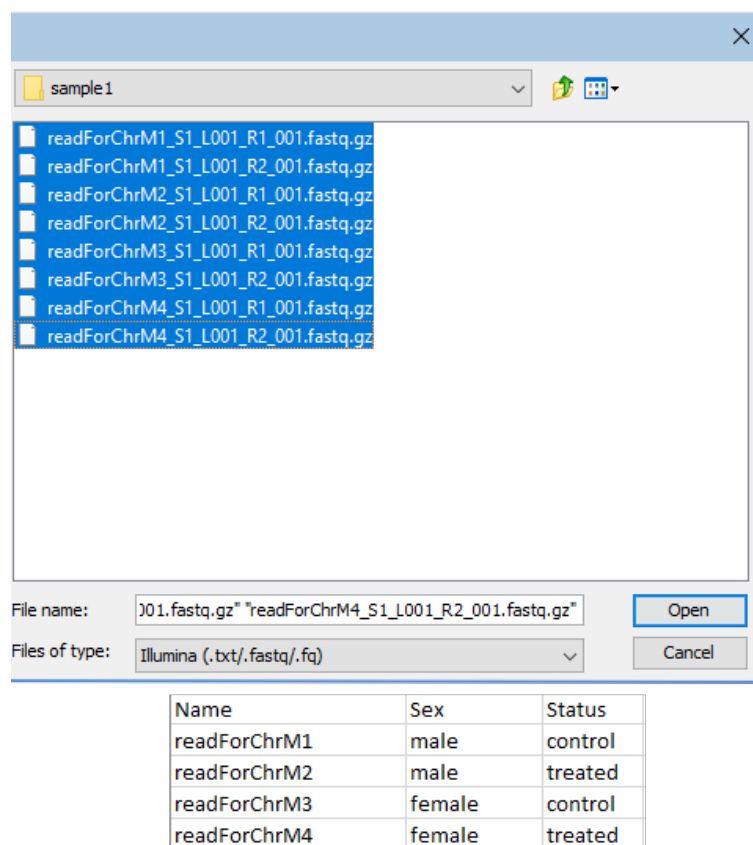 sample1
readForChrM1_S1_L001_R1_001.fastq.gz
readForChrM1_S1_L001_R2_001.fastq.gz
readForChrM2_S1_L001_R1_001.fastq.gz
readForChrM2_S1_L001_R2_001.fastq.gz
readForChrM3_S1_L001_R1_001.fastq.gz
readForChrM3_S1_L001_R2_001.fastq.gz
readForChrM4_S1_L001_R1_001.fastq.gz
readForChrM4_S1_L001_R2_001.fastq.gz
File name: 001.fastq.gz" "readForChrM4_S1_L001_R2_001.fastq.gz" Open
Files of type: Illumina (.txt/.fastq/.fq) Cancel
Name Sex Status
readForChrM1 male control
readForChrM2 male treated
readForChrM3 female control
readForChrM4 female treated